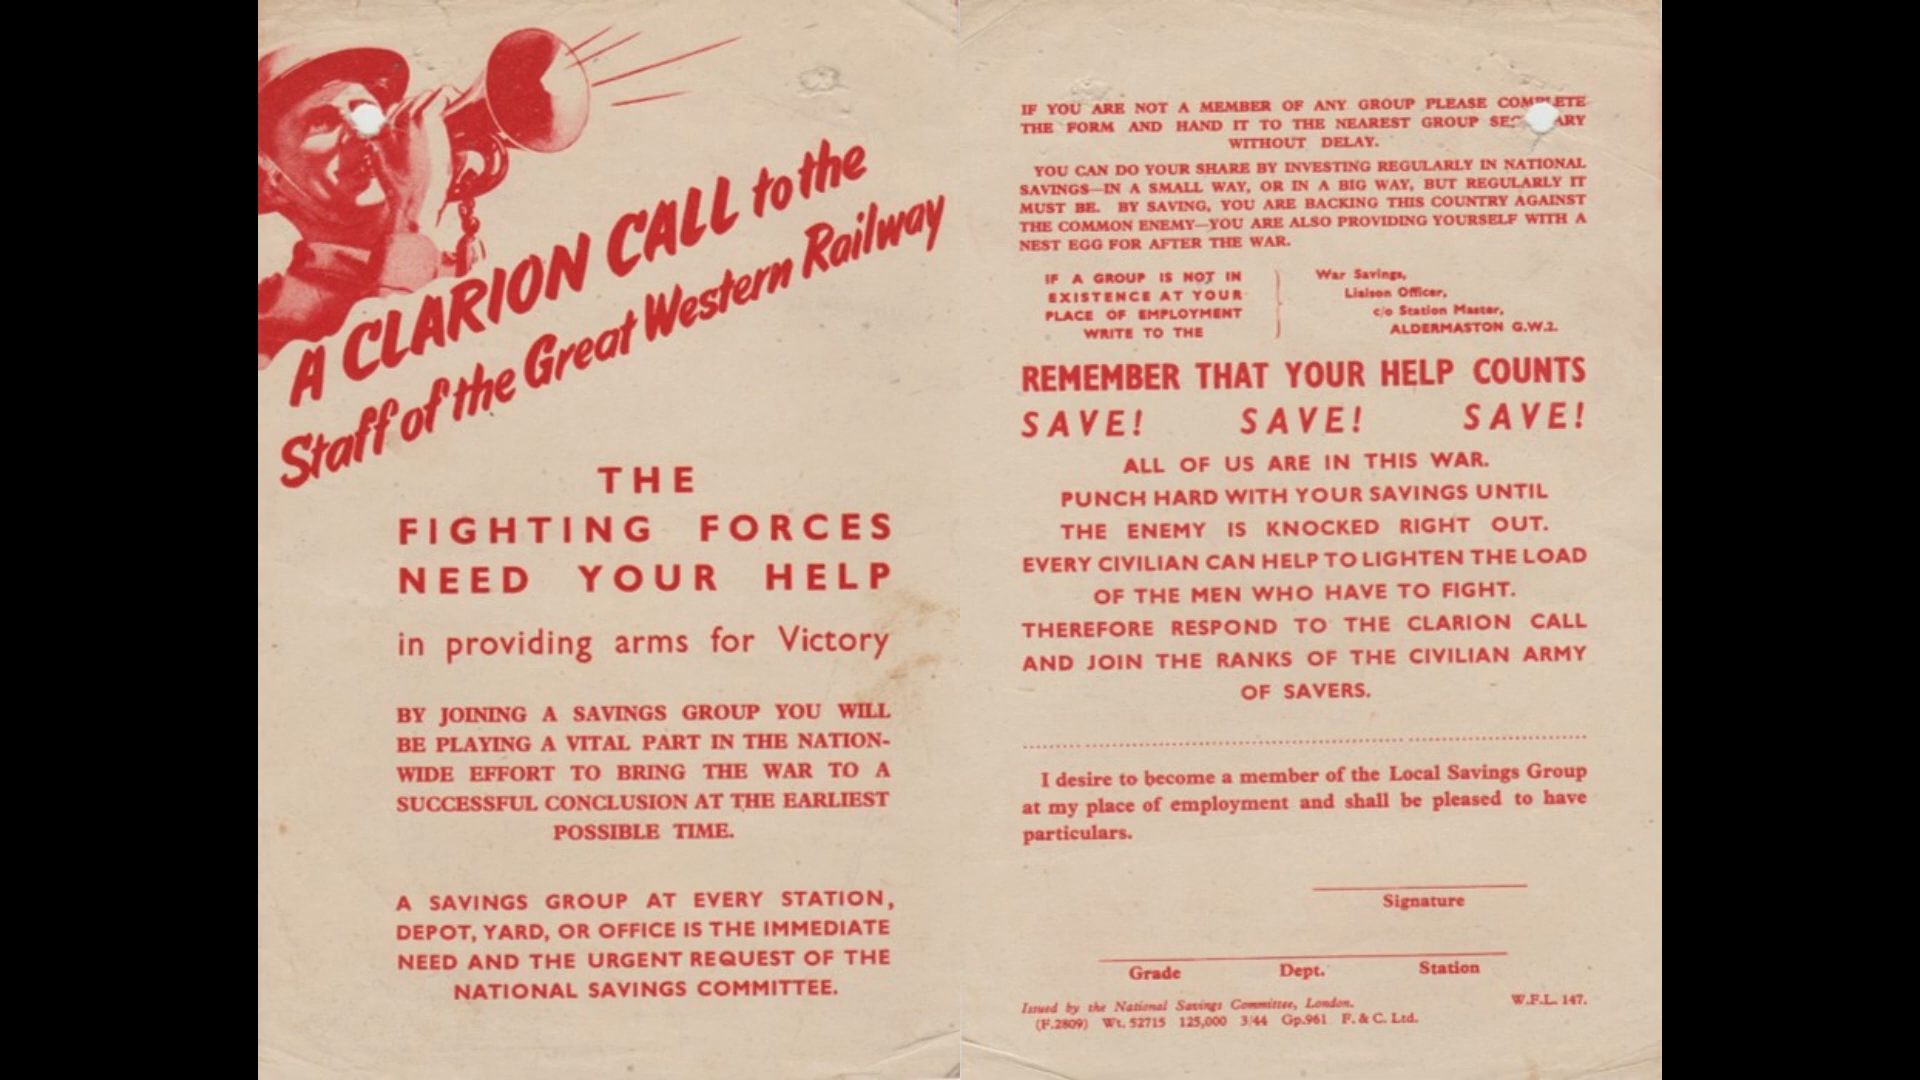 A CLARION CALL to the
Staff of the Great Western Railway
THE
FIGHTING FORCES
NEED YOUR HELP
in providing arms for Victory
BY JOINING A SAVINGS GROUP YOU WILL
BE PLAYING A VITAL PART IN THE NATION-
WIDE EFFORT TO BRING THE WAR TO A
SUCCESSFUL CONCLUSION AT THE EARLIEST
POSSIBLE TIME.
A SAVINGS GROUP AT EVERY STATION,
DEPOT, YARD, OR OFFICE IS THE IMMEDIATE
NEED AND THE URGENT REQUEST OF THE
NATIONAL SAVINGS COMMITTEE.
IF YOU ARE NOT A MEMBER OF ANY GROUP PLEASE COMPLETE
THE FORM AND HAND IT TO THE NEAREST GROUP
WITHOUT DELAY.
YOU CAN DO YOUR SHARE BY INVESTING REGULARLY IN NATIONAL
SAVINGS—IN A SMALL WAY, OR IN A BIG WAY, BUT REGULARLY IT
MUST BE. BY SAVING, YOU ARE BACKING THIS COUNTRY AGAINST
THE COMMON ENEMY—YOU ARE ALSO PROVIDING YOURSELF WITH A
NEST EGG FOR AFTER THE WAR.
IF A GROUP IS NOT IN
EXISTENCE AT YOUR
PLACE OF EMPLOYMENT
WRITE TO THE
War Savings,
Liaison Officer,
c/o Station Master,
ALDERMASTON G.W.2.
REMEMBER THAT YOUR HELP COUNTS
SAVE! SAVE! SAVE!
ALL OF US ARE IN THIS WAR.
PUNCH HARD WITH YOUR SAVINGS UNTIL
THE ENEMY IS KNOCKED RIGHT OUT.
EVERY CIVILIAN CAN HELP TO LIGHTEN THE LOAD
OF THE MEN WHO HAVE TO FIGHT.
THEREFORE RESPOND TO THE CLARION CALL
AND JOIN THE RANKS OF THE CIVILIAN ARMY
OF SAVERS.
I desire to become a member of the Local Savings Group
at my place of employment and shall be pleased to have
particulars.
Signature
Grade Dept. Station
Issued by the National Savings Committee, London. W.F.L. 147.
(F.2809) Wt. 52715 125,000 3/44 Gp.961 F. & C. Ltd.